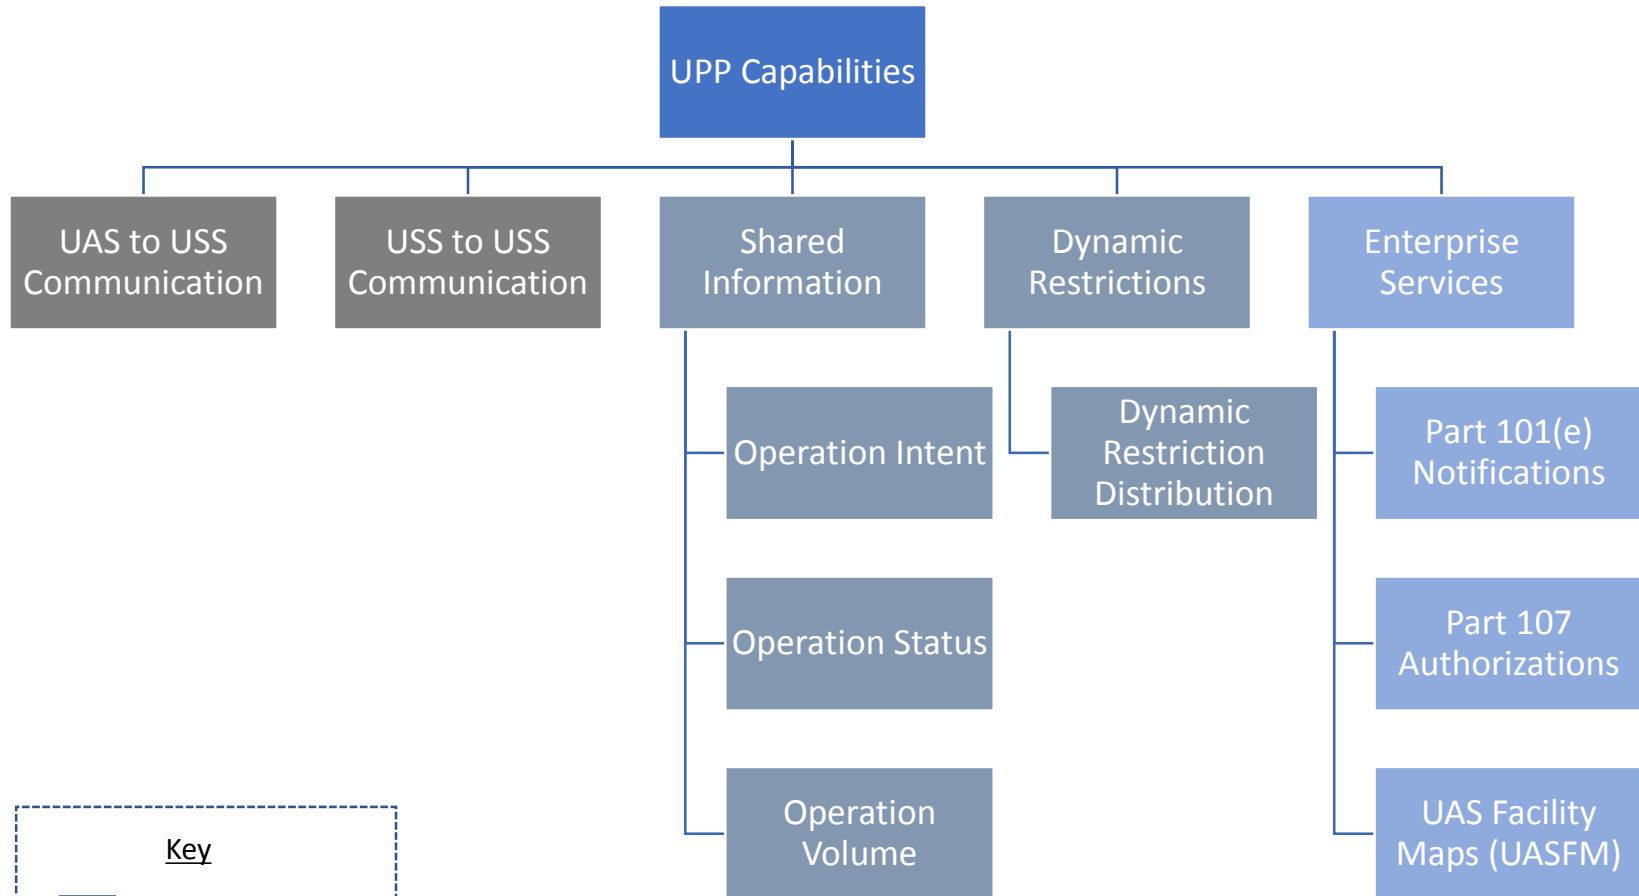 UPP Capabilities
UAS to USS
Communication
USS to USS
Communication
Shared
Information
Dynamic
Restrictions
Enterprise
Services
Operation Intent
Dynamic
Restriction
Distribution
Part 101(e)
Notifications
Operation Status
Part 107
Authorizations
Operation
Volume
UAS Facility
Maps (UASFM)
Key